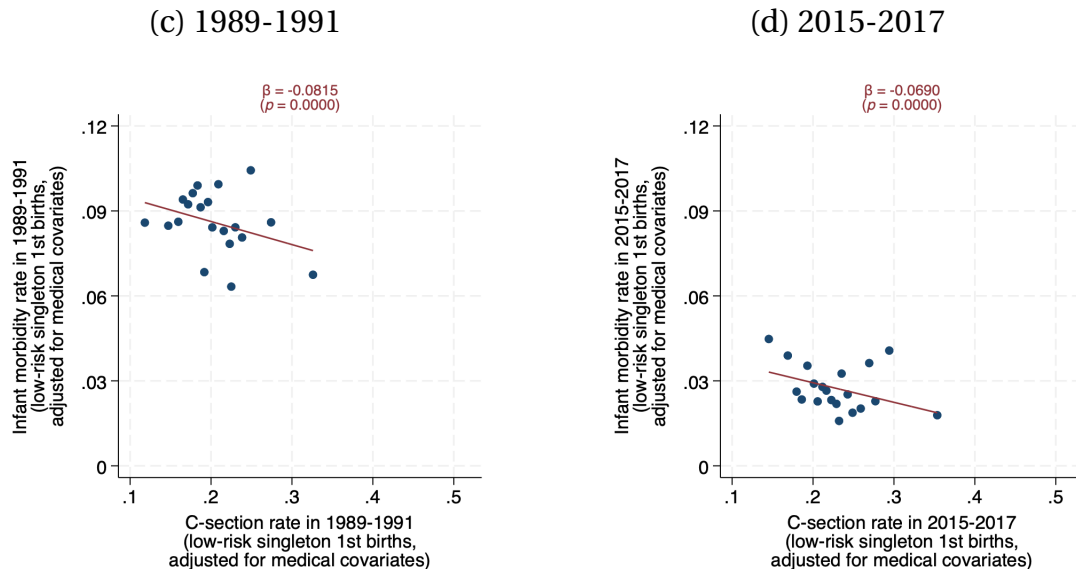 (c) 1989-1991
β = -0.0815
(p = 0.0000)
Infant morbidity rate in 1989-1991
(low-risk singleton 1st births,
adjusted for medical covariates)
.12
.09
.06
.03
0
.1 .2 .3 .4 .5
C-section rate in 1989-1991
(low-risk singleton 1st births,
adjusted for medical covariates)
(d) 2015-2017
β = -0.0690
(p = 0.0000)
Infant morbidity rate in 2015-2017
(low-risk singleton 1st births,
adjusted for medical covariates)
.12
.09
.06
.03
0
.1 .2 .3 .4 .5
C-section rate in 2015-2017
(low-risk singleton 1st births,
adjusted for medical covariates)